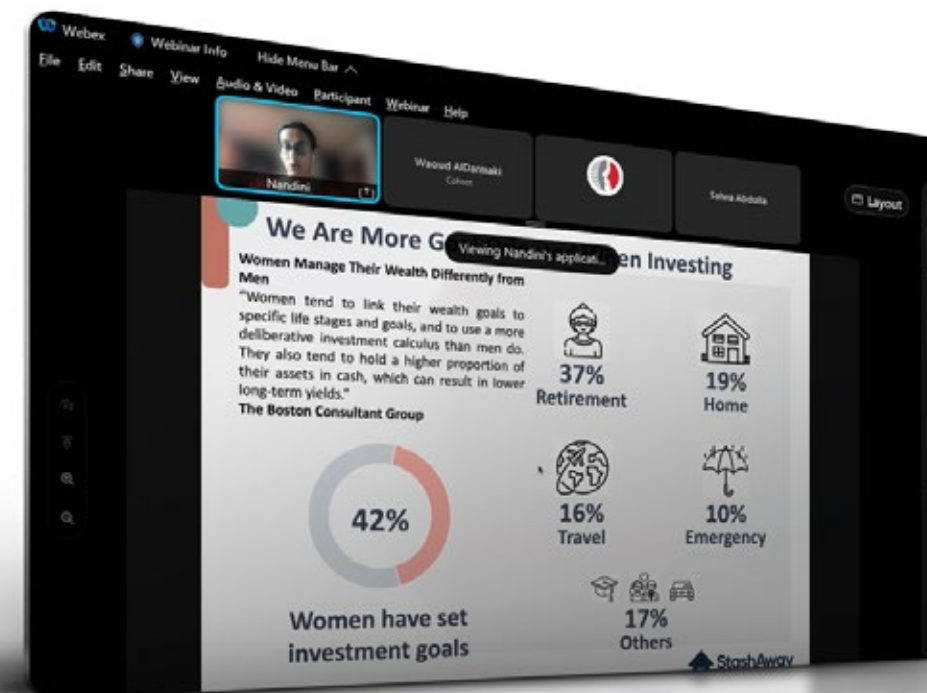 Webex Webinar Info Hide Menu Bar
File Edit Share View Audio & Video Participant Webinar Help
Nandini
Waoud AlDarmaki
Cohost
Abdulla
Layout
We Are More G
Viewing Nandini's applicati...
en Investing
Women Manage Their Wealth Differently from
Men
"Women tend to link their wealth goals to
specific life stages and goals, and to use a more
deliberative investment calculus than men do.
They also tend to hold a higher proportion of
their assets in cash, which can result in lower
long-term yields."
The Boston Consultant Group
42%
Women have set
investment goals
37%
Retirement
19%
Home
16%
Travel
10%
Emergency
17%
Others
StashAway